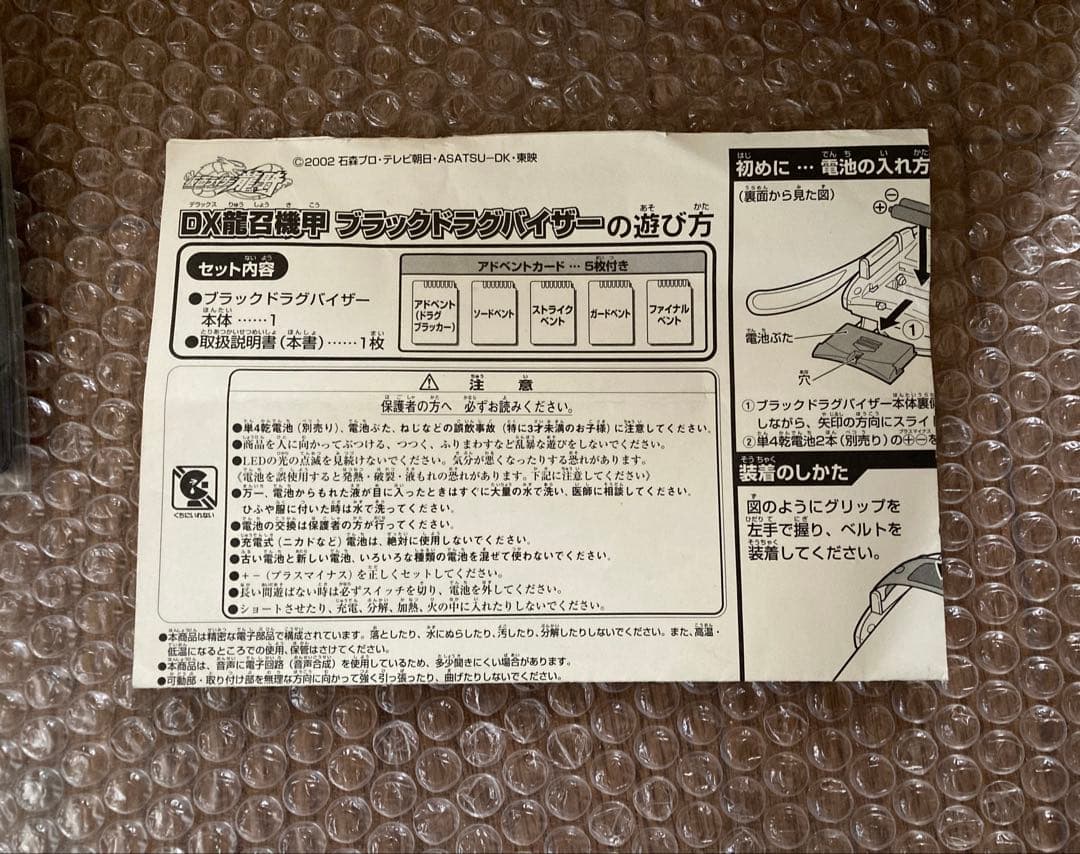 ©2002 石森プロ・テレビ朝日・ASATSU-DK・東映
仮面ライダー龍騎
DX龍召機甲 ブラックドラグバイザーの遊び方
セット内容
●ブラックドラグバイザー
本体……1
●取扱説明書(本書)……1枚
アドベントカード…5枚付き
アドベント
(ドラグ
ブラッカー)
ソードベント
ストライク
ベント
ガードベント
ファイナル
ベント
⚠ 注意
保護者の方へ 必ずお読みください。
●単4乾電池(別売り)、電池ぶた、ねじなどの誤飲事故(特に3才未満のお子様)に注意してください。
●商品を人に向かってぶつける、つつく、ふりまわすなど乱暴な遊びをしないでください。
●LEDの光の点滅を見続けないでください。気分が悪くなったりする恐れがあります。
〈電池を誤使用すると発熱・破裂・液もれの恐れがあります。下記に注意してください〉
●万一、電池からもれた液が目に入ったときはすぐに大量の水で洗い、医師に相談してください。
ひふや服に付いた時は水で洗ってください。
●電池の交換は保護者の方が行ってください。
●充電式(ニカドなど)電池は、絶対に使用しないでください。
●古い電池と新しい電池、いろいろな種類の電池を混ぜて使わないでください。
●+-(プラスマイナス)を正しくセットしてください。
●長い間遊ばない時は必ずスイッチを切り、電池を外してください。
●ショートさせたり、充電、分解、加熱、火の中に入れたりしないでください。
くちにいれない
●本商品は精密な電子部品で構成されています。落としたり、水にぬらしたり、汚したり、分解したりしないでください。また、高温・
低温になるところでの使用、保管はさけてください。
●本商品は、音声に電子回路(音声合成)を使用しているため、多少聞きにくい場合があります。
●可動部・取り付け部を無理な方向に向かって強く引っ張ったり、曲げたりしないでください。
初めに…電池の入れ方
(裏面から見た図)
⊖
⊕
①
電池ぶた
穴
①ブラックドラグバイザー本体裏側
しながら、矢印の方向にスライ
②単4乾電池2本(別売り)の⊕⊖を
装着のしかた
図のようにグリップを
左手で握り、ベルトを
装着してください。